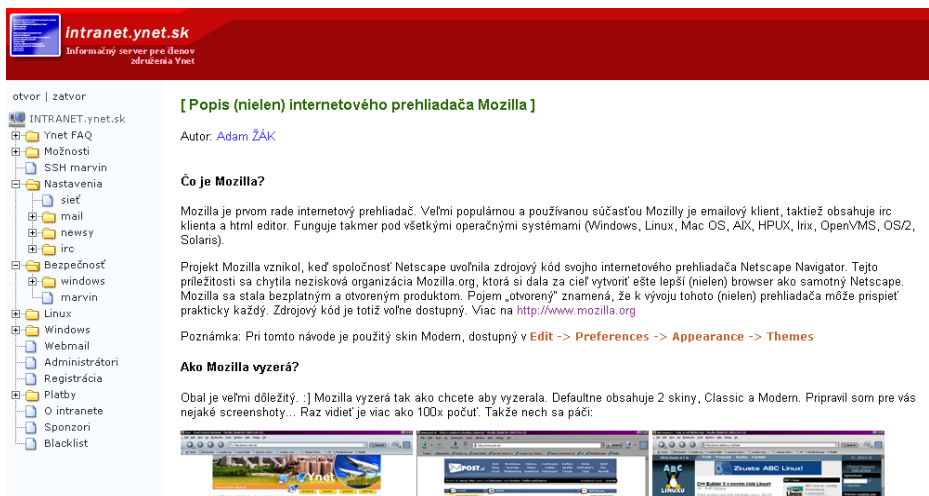 intranet.ynet.sk
Informačný server pre členov
združenia Ynet
otvor | zatvor
INTRANET.ynet.sk
Ynet FAQ
Možnosti
SSH marvin
Nastavenia
sieť
mail
newsy
irc
Bezpečnosť
windows
marvin
Linux
Windows
Webmail
Administrátori
Registrácia
Platby
O intranete
Sponzori
Blacklist
[ Popis (nielen) internetového prehliadača Mozilla ]
Autor: Adam ŽÁK
Čo je Mozilla?
Mozilla je prvom rade internetový prehliadač. Veľmi populárnou a používanou súčasťou Mozilly je emailový klient, taktiež obsahuje irc
klienta a html editor. Funguje takmer pod všetkými operačnými systémami (Windows, Linux, Mac OS, AIX, HPUX, Irix, OpenVMS, OS/2,
Solaris).
Projekt Mozilla vznikol, keď spoločnosť Netscape uvoľnila zdrojový kód svojho internetového prehliadača Netscape Navigator. Tejto
príležitosti sa chytila nezisková organizácia Mozilla.org, ktorá si dala za cieľ vytvoriť ešte lepší (nielen) browser ako samotný Netscape.
Mozilla sa stala bezplatným a otvoreným produktom. Pojem „otvorený" znamená, že k vývoju tohoto (nielen) prehliadača môže prispieť
prakticky každý. Zdrojový kód je totiž voľne dostupný. Viac na http://www.mozilla.org
Poznámka: Pri tomto návode je použitý skin Modern, dostupný v Edit -> Preferences -> Appearance -> Themes
Ako Mozilla vyzerá?
Obal je veľmi dôležitý. :] Mozilla vyzerá tak ako chcete aby vyzerala. Defaultne obsahuje 2 skiny, Classic a Modern. Pripravil som pre vás
nejaké screenshoty... Raz vidieť je viac ako 100x počuť. Takže nech sa páči:
Ynet
POST.sk
ABC
LINUXU
Zkuste ABC Linux!